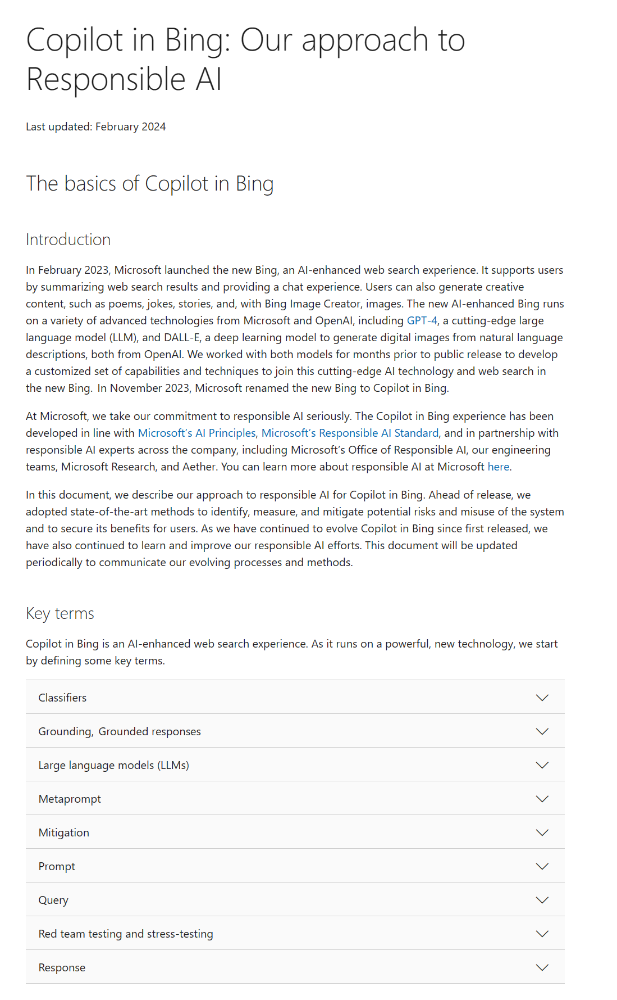 Copilot in Bing: Our approach to
Responsible AI
Last updated: February 2024
The basics of Copilot in Bing
Introduction
In February 2023, Microsoft launched the new Bing, an AI-enhanced web search experience. It supports users
by summarizing web search results and providing a chat experience. Users can also generate creative
content, such as poems, jokes, stories, and, with Bing Image Creator, images. The new AI-enhanced Bing runs
on a variety of advanced technologies from Microsoft and OpenAI, including GPT-4, a cutting-edge large
language model (LLM), and DALL-E, a deep learning model to generate digital images from natural language
descriptions, both from OpenAI. We worked with both models for months prior to public release to develop
a customized set of capabilities and techniques to join this cutting-edge AI technology and web search in
the new Bing. In November 2023, Microsoft renamed the new Bing to Copilot in Bing.
At Microsoft, we take our commitment to responsible AI seriously. The Copilot in Bing experience has been
developed in line with Microsoft's AI Principles, Microsoft's Responsible AI Standard, and in partnership with
responsible AI experts across the company, including Microsoft's Office of Responsible AI, our engineering
teams, Microsoft Research, and Aether. You can learn more about responsible AI at Microsoft here.
In this document, we describe our approach to responsible AI for Copilot in Bing. Ahead of release, we
adopted state-of-the-art methods to identify, measure, and mitigate potential risks and misuse of the system
and to secure its benefits for users. As we have continued to evolve Copilot in Bing since first released, we
have also continued to learn and improve our responsible AI efforts. This document will be updated
periodically to communicate our evolving processes and methods.
Key terms
Copilot in Bing is an AI-enhanced web search experience. As it runs on a powerful, new technology, we start
by defining some key terms.
Classifiers
Grounding, Grounded responses
Large language models (LLMs)
Metaprompt
Mitigation
Prompt
Query
Red team testing and stress-testing
Response